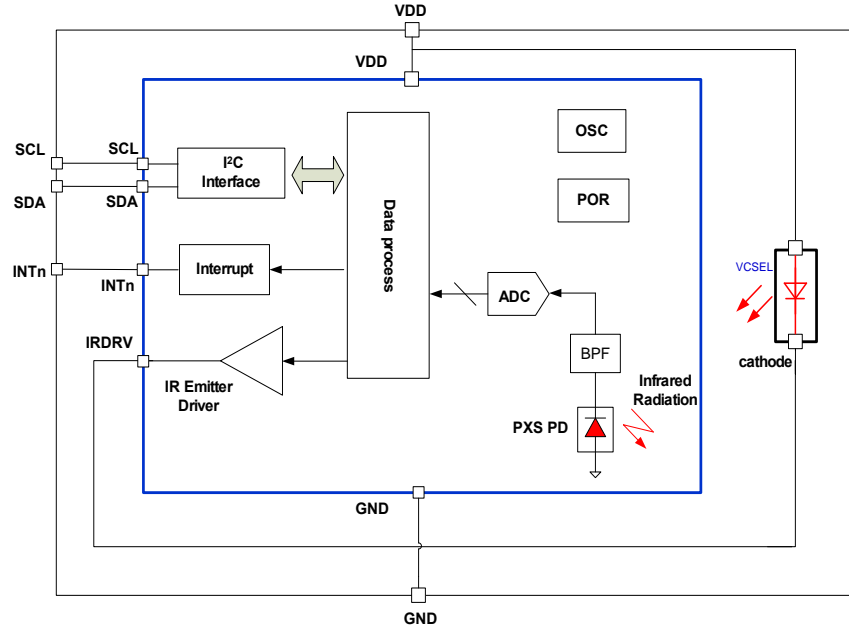 VDD
VDD
SCL
SCL
I²C
Interface
SDA
SDA
OSC
POR
Data process
INTn
INTn
Interrupt
ADC
VCSEL
IRDRV
IR Emitter
Driver
BPF
cathode
Infrared
Radiation
PXS PD
GND
GND